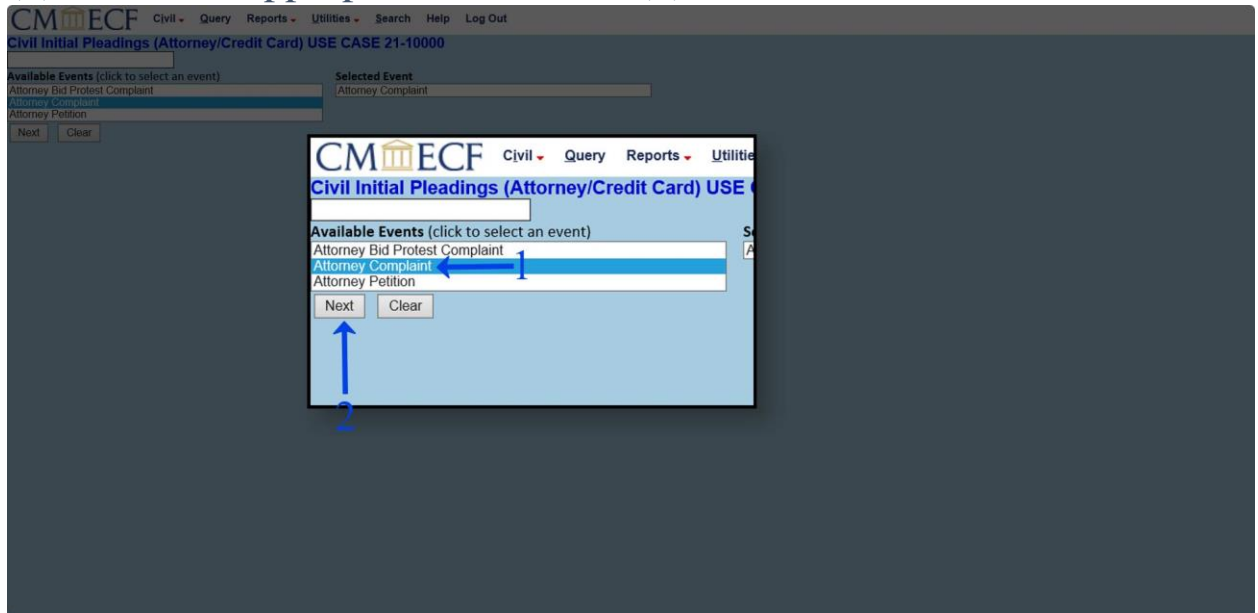 CM ECF Civil Query Reports Utilities Search Help Log Out
Civil Initial Pleadings (Attorney/Credit Card) USE CASE 21-10000
Available Events (click to select an event) Selected Event
Attorney Bid Protest Complaint Attorney Complaint
Attorney Complaint
Attorney Petition
Next Clear
CM ECF Civil Query Reports
Civil Initial Pleadings (Attorney/Credit Card) USE
Available Events (click to select an event)
Attorney Bid Protest Complaint
Attorney Complaint 1
Attorney Petition
Next Clear
2